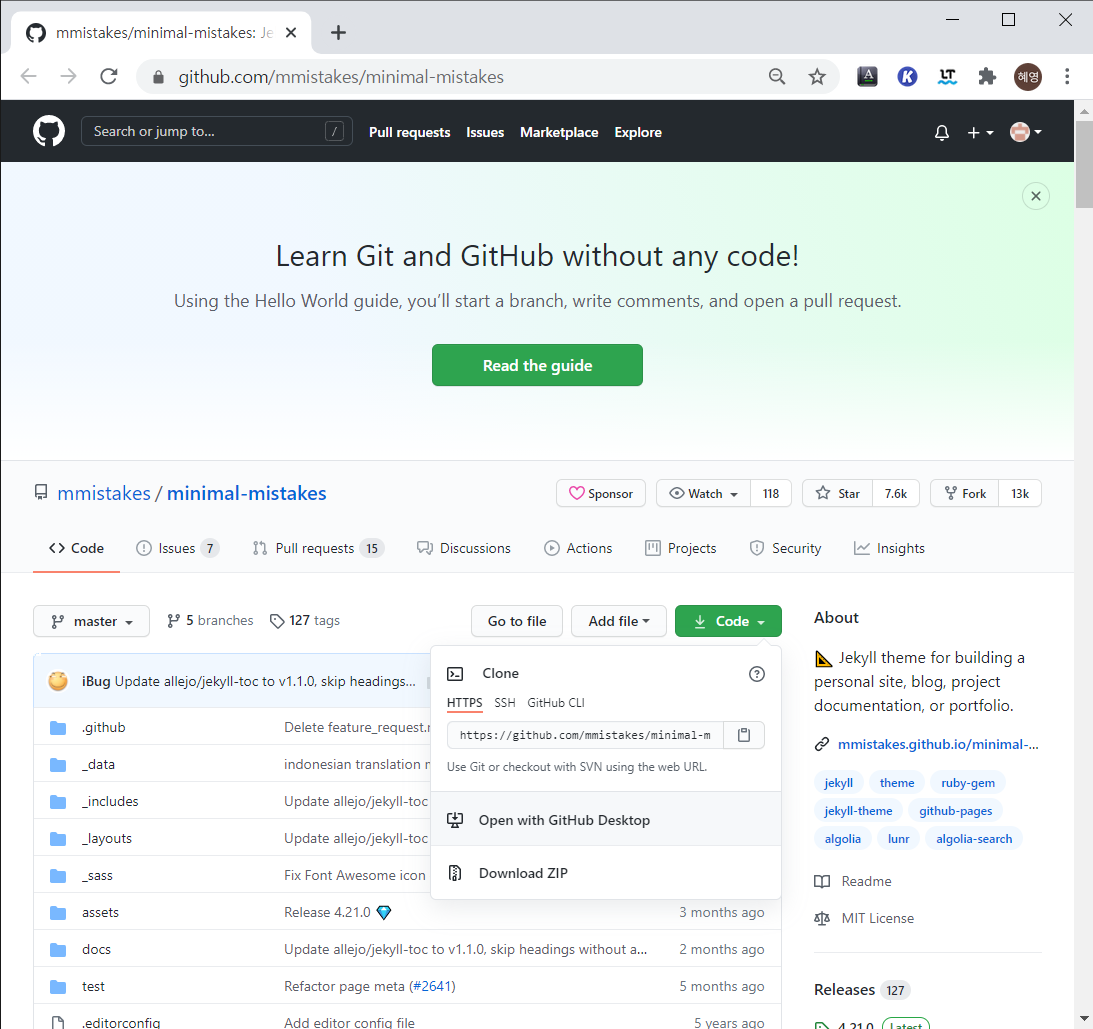 mmistakes/minimal-mistakes: Je
github.com/mmistakes/minimal-mistakes
A
K
LT
혜영
Search or jump to...
/
Pull requests
Issues
Marketplace
Explore
Learn Git and GitHub without any code!
Using the Hello World guide, you’ll start a branch, write comments, and open a pull request.
Read the guide
mmistakes / minimal-mistakes
Sponsor
Watch
118
Star
7.6k
Fork
13k
Code
Issues 7
Pull requests 15
Discussions
Actions
Projects
Security
Insights
master
5 branches
127 tags
Go to file
Add file
Code
iBug Update allejo/jekyll-toc to v1.1.0, skip headings...
.github
Delete feature_request.
_data
indonesian translation
_includes
Update allejo/jekyll-toc
_layouts
Update allejo/jekyll-toc
_sass
Fix Font Awesome icon
assets
Release 4.21.0
3 months ago
docs
Update allejo/jekyll-toc to v1.1.0, skip headings without a...
2 months ago
test
Refactor page meta (#2641)
5 months ago
.editorconfig
Add editor config file
5 years ago
Clone
HTTPS
SSH
GitHub CLI
https://github.com/mmistakes/minimal-m
Use Git or checkout with SVN using the web URL.
Open with GitHub Desktop
Download ZIP
About
Jekyll theme for building a
personal site, blog, project
documentation, or portfolio.
mmistakes.github.io/minimal-...
jekyll
theme
ruby-gem
jekyll-theme
github-pages
algolia
lunr
algolia-search
Readme
MIT License
Releases 127
4.21.0
Latest